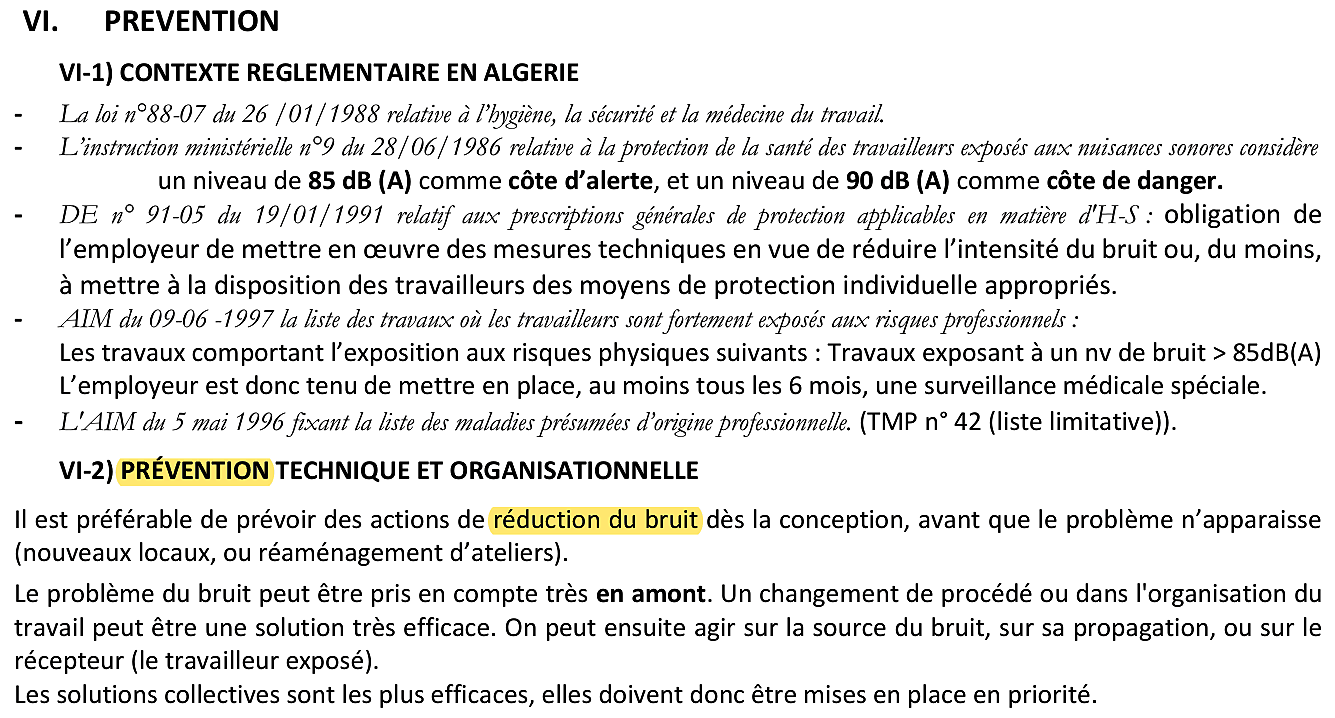 VI. PREVENTION
VI-1) CONTEXTE REGLEMENTAIRE EN ALGERIE
- La loi n°88-07 du 26 /01/1988 relative à l'hygiène, la sécurité et la médecine du travail.
- L'instruction ministérielle n°9 du 28/06/1986 relative à la protection de la santé des travailleurs exposés aux nuisances sonores considère
un niveau de 85 dB (A) comme côte d'alerte, et un niveau de 90 dB (A) comme côte de danger.
- DE n° 91-05 du 19/01/1991 relatif aux prescriptions générales de protection applicables en matière d'H-S : obligation de
l'employeur de mettre en œuvre des mesures techniques en vue de réduire l'intensité du bruit ou, du moins,
à mettre à la disposition des travailleurs des moyens de protection individuelle appropriés.
- AIM du 09-06 -1997 la liste des travaux où les travailleurs sont fortement exposés aux risques professionnels :
Les travaux comportant l'exposition aux risques physiques suivants : Travaux exposant à un nv de bruit > 85dB(A)
L'employeur est donc tenu de mettre en place, au moins tous les 6 mois, une surveillance médicale spéciale.
- L'AIM du 5 mai 1996 fixant la liste des maladies présumées d'origine professionnelle. (TMP n° 42 (liste limitative)).
VI-2) PRÉVENTION TECHNIQUE ET ORGANISATIONNELLE
Il est préférable de prévoir des actions de réduction du bruit dès la conception, avant que le problème n'apparaisse
(nouveaux locaux, ou réaménagement d'ateliers).
Le problème du bruit peut être pris en compte très en amont. Un changement de procédé ou dans l'organisation du
travail peut être une solution très efficace. On peut ensuite agir sur la source du bruit, sur sa propagation, ou sur le
récepteur (le travailleur exposé).
Les solutions collectives sont les plus efficaces, elles doivent donc être mises en place en priorité.